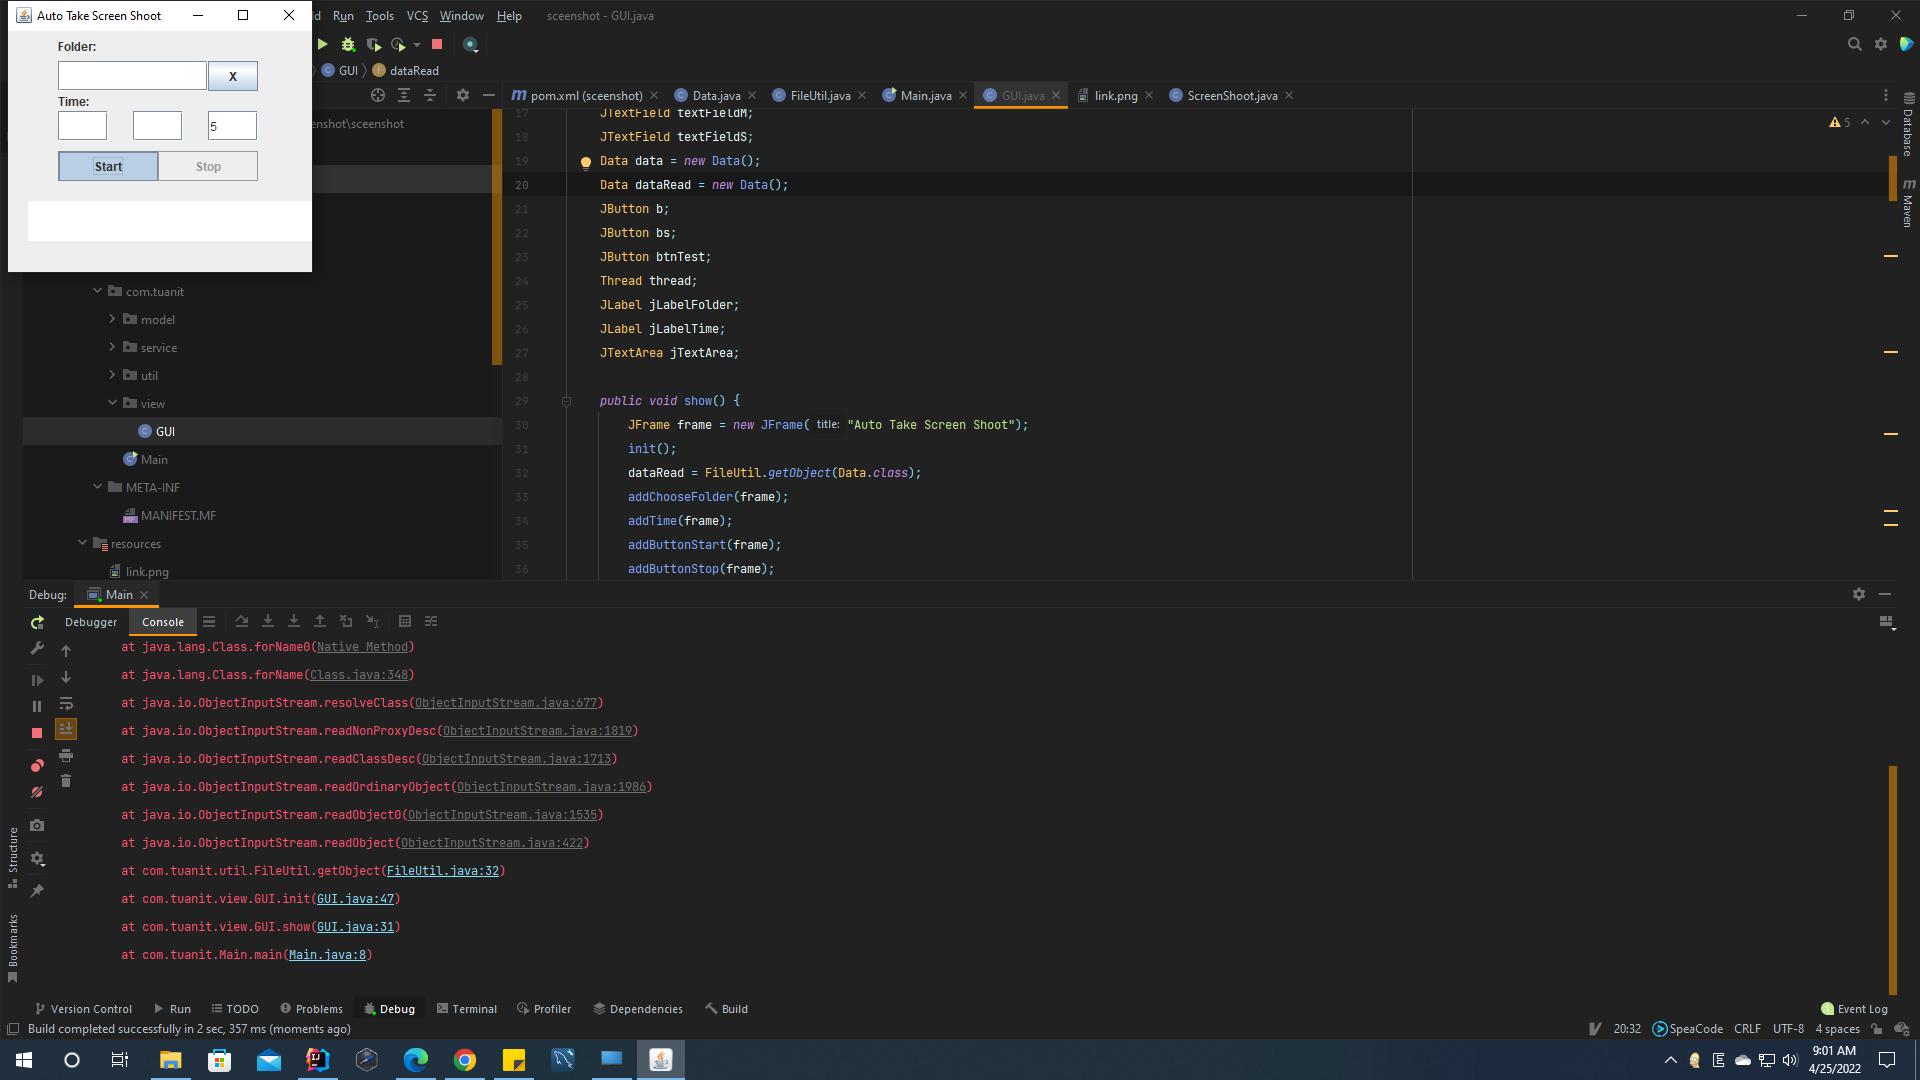 Auto Take Screen Shoot
Folder:
X
Time:
5
Start
Stop
ld Run Tools VCS Window Help sceenshot - GUI.java
GUI dataRead
pom.xml (sceenshot)
Data.java
FileUtil.java
Main.java
GUI.java
link.png
ScreenShoot.java
enshot\sceenshot
com.tuanit
model
service
util
view
GUI
Main
META-INF
MANIFEST.MF
resources
link.png
17 JTextField textFieldM;
18 JTextField textFieldS;
19 Data data = new Data();
20 Data dataRead = new Data();
21 JButton b;
22 JButton bs;
23 JButton btnTest;
24 Thread thread;
25 JLabel jLabelFolder;
26 JLabel jLabelTime;
27 JTextArea jTextArea;
28
29 public void show() {
30 JFrame frame = new JFrame( title: "Auto Take Screen Shoot");
31 init();
32 dataRead = FileUtil.getObject(Data.class);
33 addChooseFolder(frame);
34 addTime(frame);
35 addButtonStart(frame);
36 addButtonStop(frame);
5
Database
Maven
Debug: Main
Debugger Console
at java.lang.Class.forName0(Native Method)
at java.lang.Class.forName(Class.java:348)
at java.io.ObjectInputStream.resolveClass(ObjectInputStream.java:677)
at java.io.ObjectInputStream.readNonProxyDesc(ObjectInputStream.java:1819)
at java.io.ObjectInputStream.readClassDesc(ObjectInputStream.java:1713)
at java.io.ObjectInputStream.readOrdinaryObject(ObjectInputStream.java:1986)
at java.io.ObjectInputStream.readObject0(ObjectInputStream.java:1535)
at java.io.ObjectInputStream.readObject(ObjectInputStream.java:422)
at com.tuanit.util.FileUtil.getObject(FileUtil.java:32)
at com.tuanit.view.GUI.init(GUI.java:47)
at com.tuanit.view.GUI.show(GUI.java:31)
at com.tuanit.Main.main(Main.java:8)
Structure
Bookmarks
Version Control Run TODO Problems Debug Terminal Profiler Dependencies Build Event Log
Build completed successfully in 2 sec, 357 ms (moments ago) 20:32 SpeaCode CRLF UTF-8 4 spaces
9:01 AM
4/25/2022